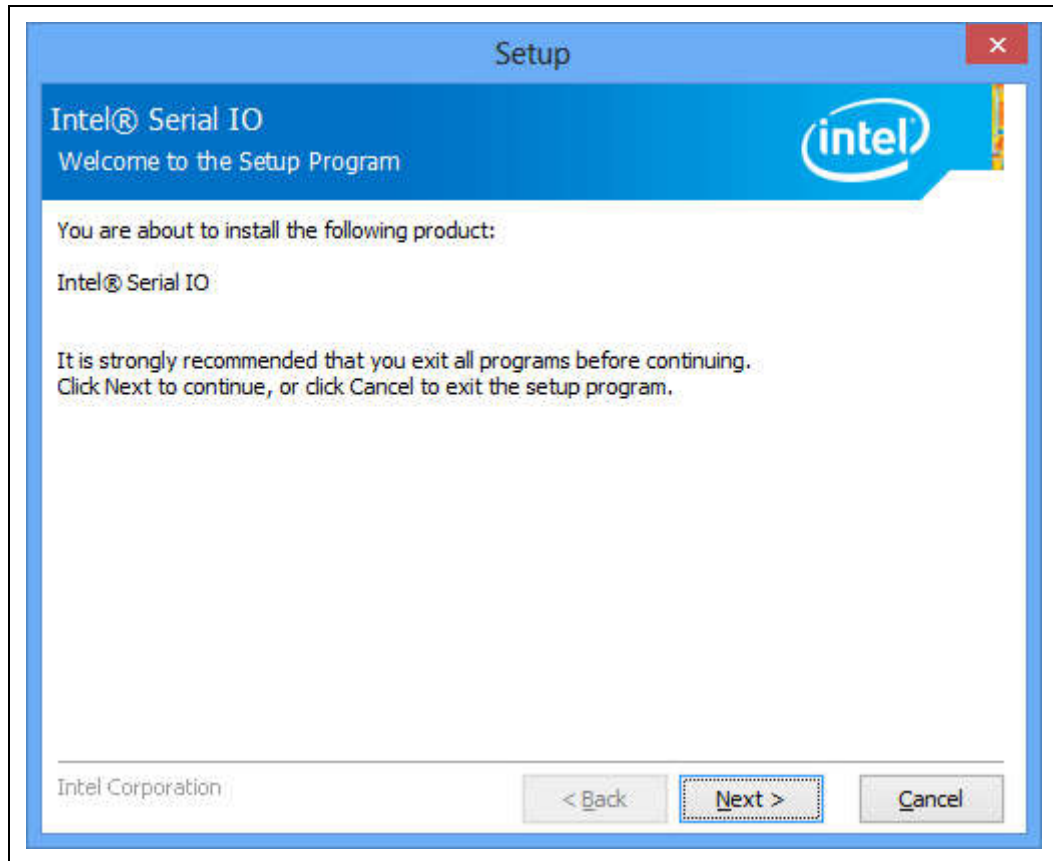 Setup
Intel® Serial IO
Welcome to the Setup Program
intel
You are about to install the following product:
Intel® Serial IO
It is strongly recommended that you exit all programs before continuing.
Click Next to continue, or click Cancel to exit the setup program.
Intel Corporation
< Back
Next >
Cancel